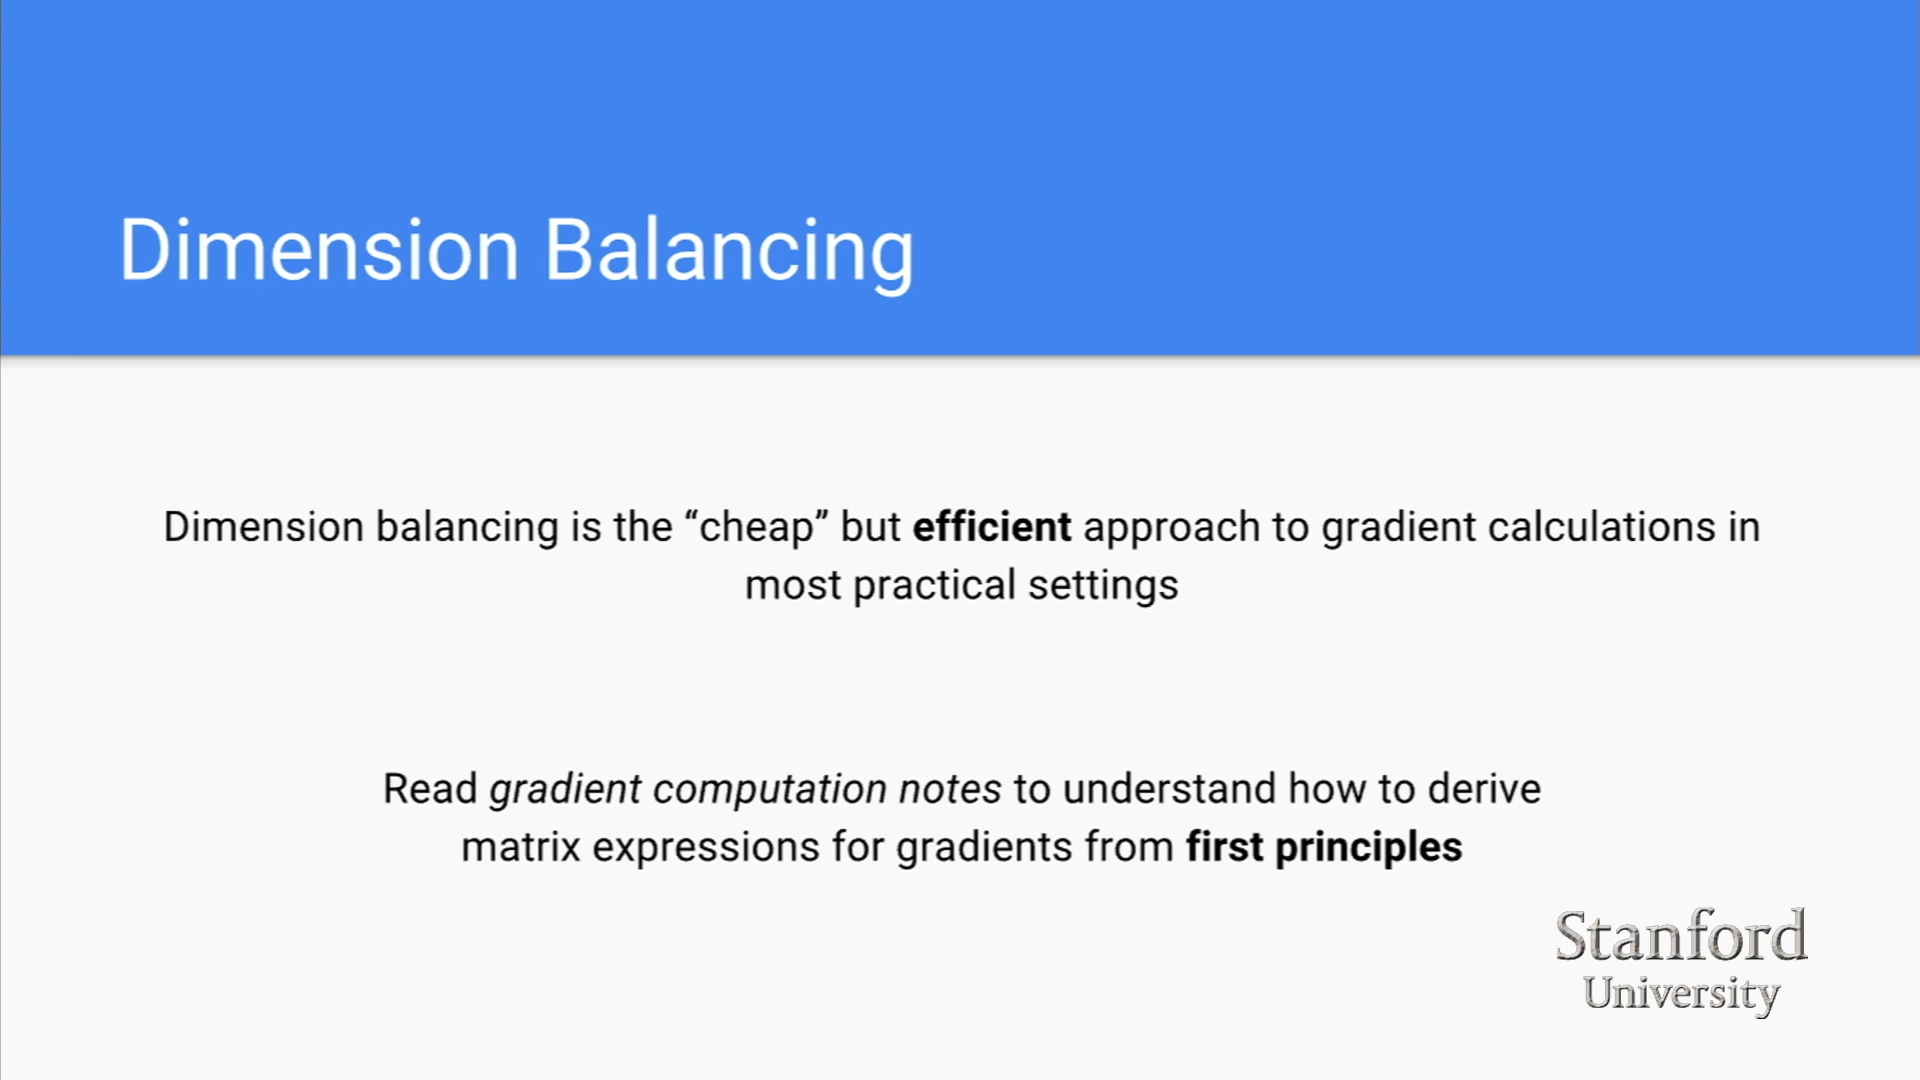 Dimension Balancing
Dimension balancing is the “cheap” but efficient approach to gradient calculations in
most practical settings
Read gradient computation notes to understand how to derive
matrix expressions for gradients from first principles
Stanford
University